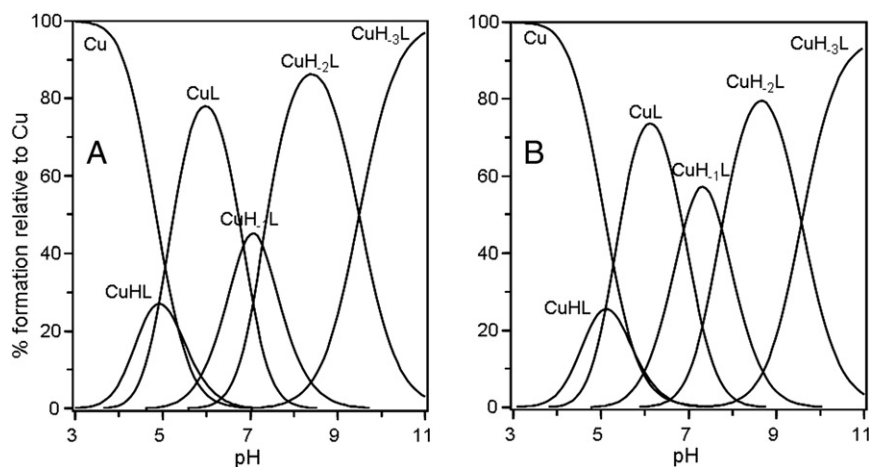 % formation relative to Cu
100
80
60
40
20
0
3
5
7
9
11
pH
A
Cu
CuHL
CuL
CuH-1L
CuH-2L
CuH-3L
100
80
60
40
20
0
3
5
7
9
11
pH
B
Cu
CuHL
CuL
CuH-1L
CuH-2L
CuH-3L